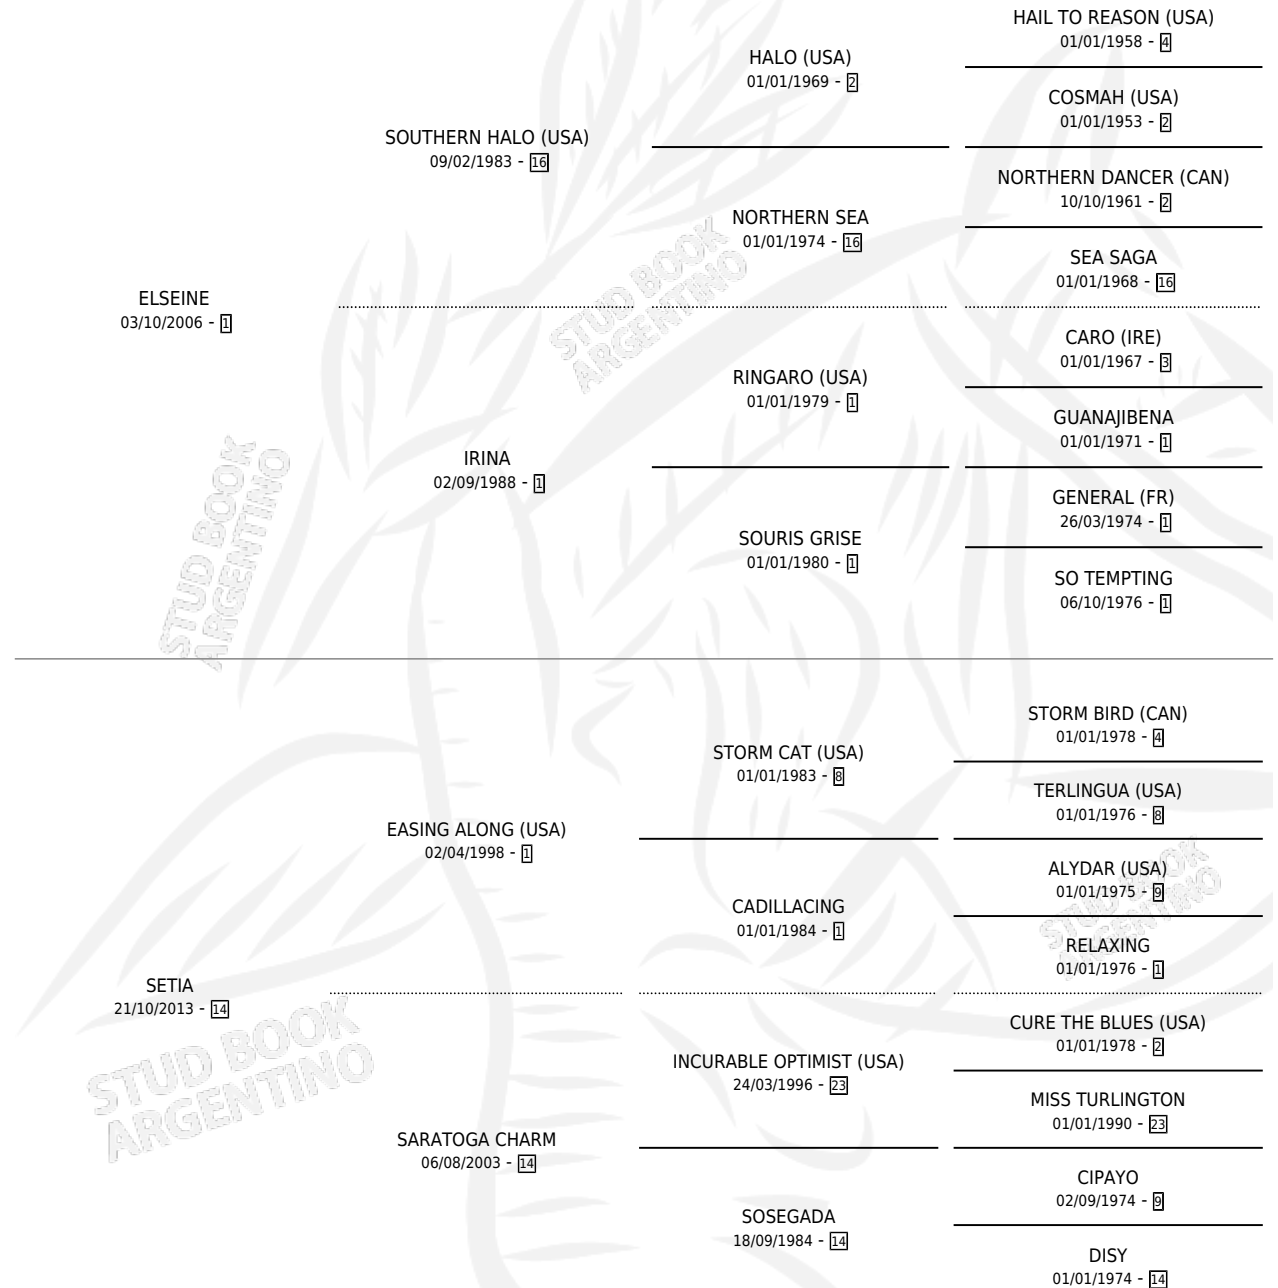 HAIL TO REASON (USA)
01/01/1958 - 4
HALO (USA)
01/01/1969 - 2
COSMAH (USA)
01/01/1953 - 2
SOUTHERN HALO (USA)
09/02/1983 - 16
NORTHERN DANCER (CAN)
10/10/1961 - 2
NORTHERN SEA
01/01/1974 - 16
SEA SAGA
01/01/1968 - 16
ELSEINE
03/10/2006 - 1
STUD BOOK
ARGENTINO
CARO (IRE)
01/01/1967 - 3
RINGARO (USA)
01/01/1979 - 1
GUANAJIBENA
01/01/1971 - 1
IRINA
02/09/1988 - 1
GENERAL (FR)
26/03/1974 - 1
SOURIS GRISE
01/01/1980 - 1
SO TEMPTING
06/10/1976 - 1
STUD BOOK
ARGENTINO
STORM BIRD (CAN)
01/01/1978 - 4
STORM CAT (USA)
01/01/1983 - 8
TERLINGUA (USA)
01/01/1976 - 8
EASING ALONG (USA)
02/04/1998 - 1
ALYDAR (USA)
01/01/1975 - 9
STUD BOOK
ARGENTINO
CADILLACING
01/01/1984 - 1
RELAXING
01/01/1976 - 1
SETIA
21/10/2013 - 14
STUD BOOK
ARGENTINO
CURE THE BLUES (USA)
01/01/1978 - 2
INCURABLE OPTIMIST (USA)
24/03/1996 - 23
MISS TURLINGTON
01/01/1990 - 23
SARATOGA CHARM
06/08/2003 - 14
CIPAYO
02/09/1974 - 9
SOSEGADA
18/09/1984 - 14
DISY
01/01/1974 - 14